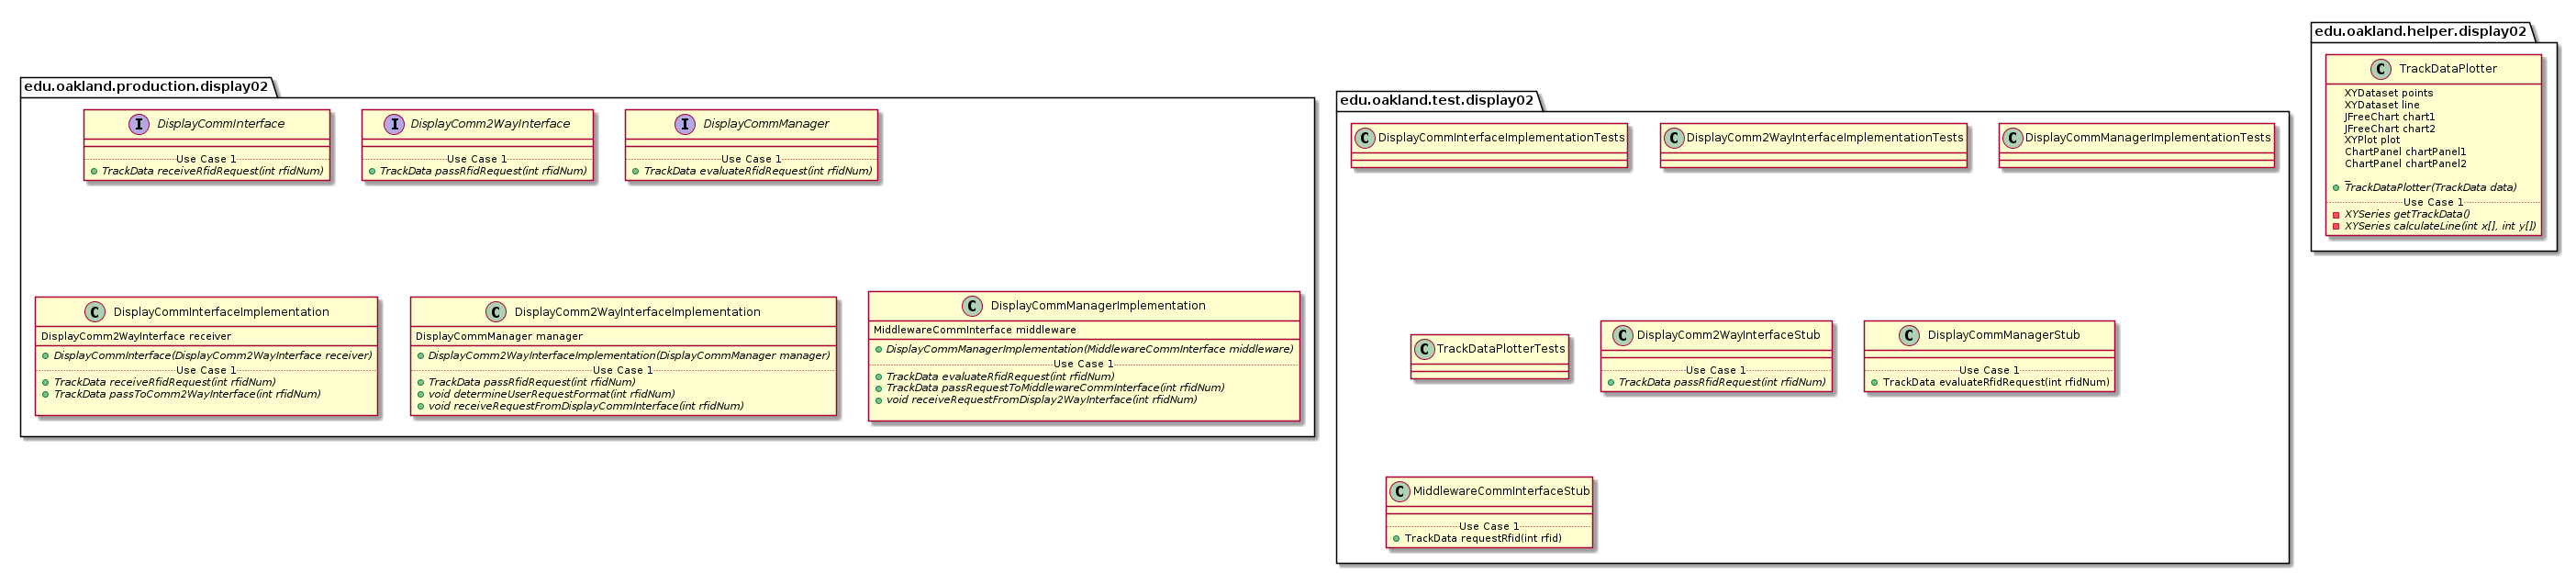 edu.oakland.production.display02
I DisplayCommInterface
Use Case 1
TrackData receiveRfidRequest(int rfidNum)
I DisplayComm2WayInterface
Use Case 1
TrackData passRfidRequest(int rfidNum)
I DisplayCommManager
Use Case 1
TrackData evaluateRfidRequest(int rfidNum)
C DisplayCommInterfaceImplementation
DisplayComm2WayInterface receiver
DisplayCommInterface(DisplayComm2WayInterface receiver)
Use Case 1
TrackData receiveRfidRequest(int rfidNum)
TrackData passToComm2WayInterface(int rfidNum)
C DisplayComm2WayInterfaceImplementation
DisplayCommManager manager
DisplayComm2WayInterfaceImplementation(DisplayCommManager manager)
Use Case 1
TrackData passRfidRequest(int rfidNum)
void determineUserRequestFormat(int rfidNum)
void receiveRequestFromDisplayCommInterface(int rfidNum)
C DisplayCommManagerImplementation
MiddlewareCommInterface middleware
DisplayCommManagerImplementation(MiddlewareCommInterface middleware)
Use Case 1
TrackData evaluateRfidRequest(int rfidNum)
TrackData passRequestToMiddlewareCommInterface(int rfidNum)
void receiveRequestFromDisplay2WayInterface(int rfidNum)
edu.oakland.test.display02
C DisplayCommInterfaceImplementationTests
C DisplayComm2WayInterfaceImplementationTests
C DisplayCommManagerImplementationTests
C TrackDataPlotterTests
C DisplayComm2WayInterfaceStub
Use Case 1
TrackData passRfidRequest(int rfidNum)
C DisplayCommManagerStub
Use Case 1
TrackData evaluateRfidRequest(int rfidNum)
C MiddlewareCommInterfaceStub
Use Case 1
TrackData requestRfid(int rfid)
edu.oakland.helper.display02
C TrackDataPlotter
XYDataset points
XYDataset line
JFreeChart chart1
JFreeChart chart2
XYPlot plot
ChartPanel chartPanel1
ChartPanel chartPanel2
_
TrackDataPlotter(TrackData data)
Use Case 1
XYSeries getTrackData()
XYSeries calculateLine(int x[], int y[])